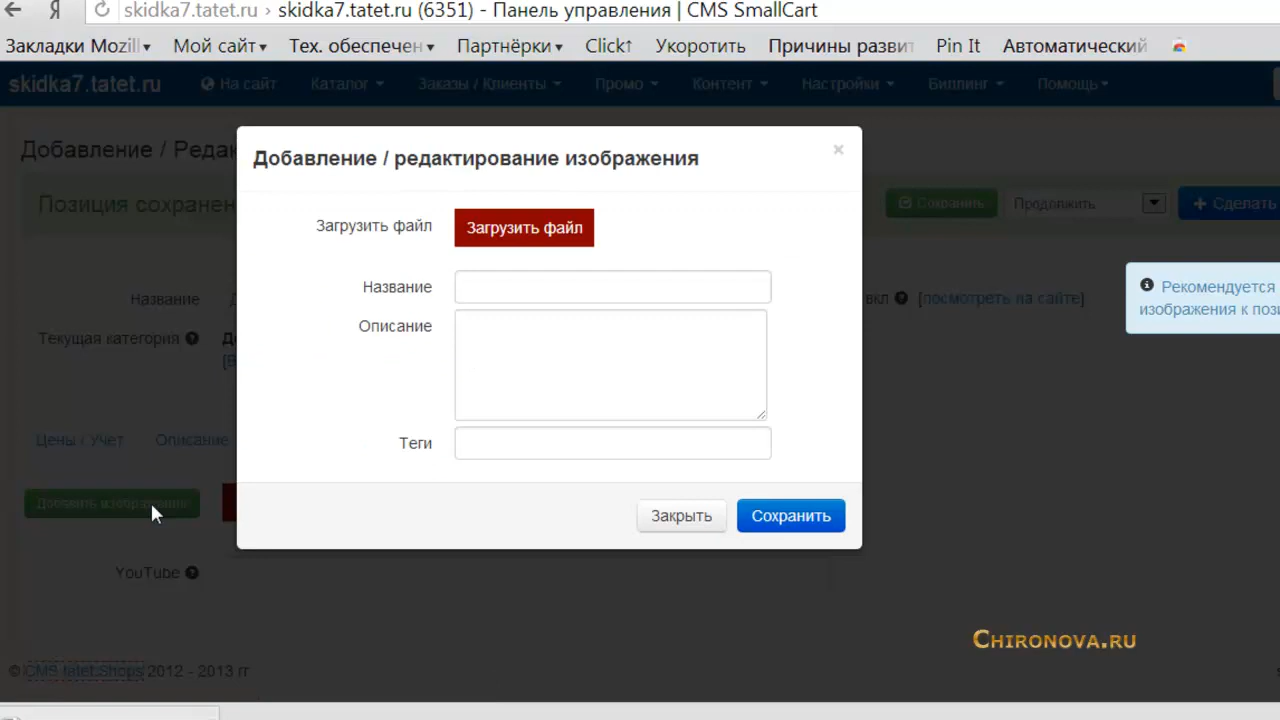 Я skidka7.tatet.ru › skidka7.tatet.ru (6351) - Панель управления | CMS SmallCart
Закладки Mozill Мой сайт Тех. обеспечен Партнёрки Click↑ Укоротить Причины развит Pin It Автоматический
skidka7.tatet.ru На сайт Каталог Заказы / Клиенты Промо Контент Настройки Биллинг Помощь
Добавление / Редак
Добавление / редактирование изображения ×
Позиция сохранен
Сохранить Продолжить + Сделать
Загрузить файл Загрузить файл
Название
Название
вкл [посмотреть на сайте]
Рекомендуется
изображения к пози
Текущая категория
[В
Описание
Цены / Учет Описание
Теги
Добавить изображение
Закрыть Сохранить
YouTube
CHIRONOVA.RU
© CMS tatet.Shops 2012 - 2013 гг